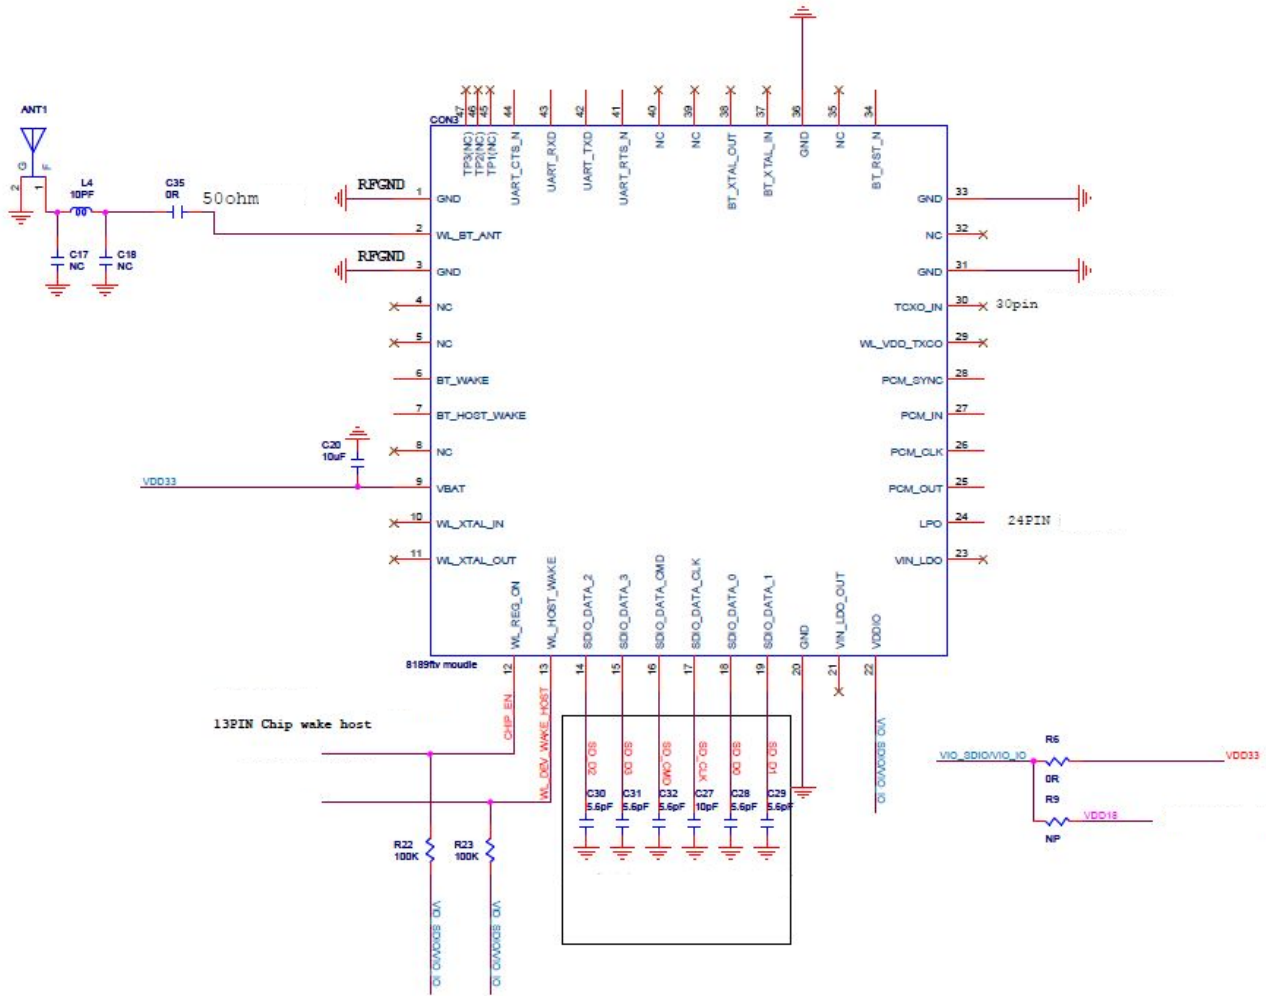 ANT1
G
F
2
1
L4
10PF
C35
0R
50ohm
C17
NC
C18
NC
CON3
47
46
45
44
43
42
41
40
39
38
37
36
35
34
TP3(NC)
TP2(NC)
TP1(NC)
UART_CTS_N
UART_RXD
UART_TXD
UART_RTS_N
NC
NC
BT_XTAL_OUT
BT_XTAL_IN
GND
NC
BT_RST_N
RFGND
1
GND
2
WL_BT_ANT
RFGND
3
GND
4
NC
5
NC
6
BT_WAKE
7
BT_HOST_WAKE
8
NC
C20
10uF
VDD33
9
VBAT
10
WL_XTAL_IN
11
WL_XTAL_OUT
GND
33
NC
32
GND
31
TCXO_IN
30
30pin
WL_VDD_TXCO
29
PCM_SYNC
28
PCM_IN
27
PCM_CLK
26
PCM_OUT
25
LPO
24
24PIN
VIN_LDO
23
WL_REG_ON
WL_HOST_WAKE
SDIO_DATA_2
SDIO_DATA_3
SDIO_DATA_CMD
SDIO_DATA_CLK
SDIO_DATA_0
SDIO_DATA_1
GND
VIN_LDO_OUT
VDDIO
8189ftv moudle
12
13
14
15
16
17
18
19
20
21
22
13PIN Chip wake host
CHIP_EN
WL_DEV_WAKE_HOST
SD_D2
SD_D3
SD_CMD
SD_CLK
SD_D0
SD_D1
VIO_SDIO/VIO_IO
C30
5.6pF
C31
5.6pF
C32
5.6pF
C27
10pF
C28
5.6pF
C29
5.6pF
R22
100K
R23
100K
VIO_SDIO/VIO_IO
VIO_SDIO/VIO_IO
VIO_SDIO/VIO_IO
R6
0R
VDD33
R9
NP
VDD18